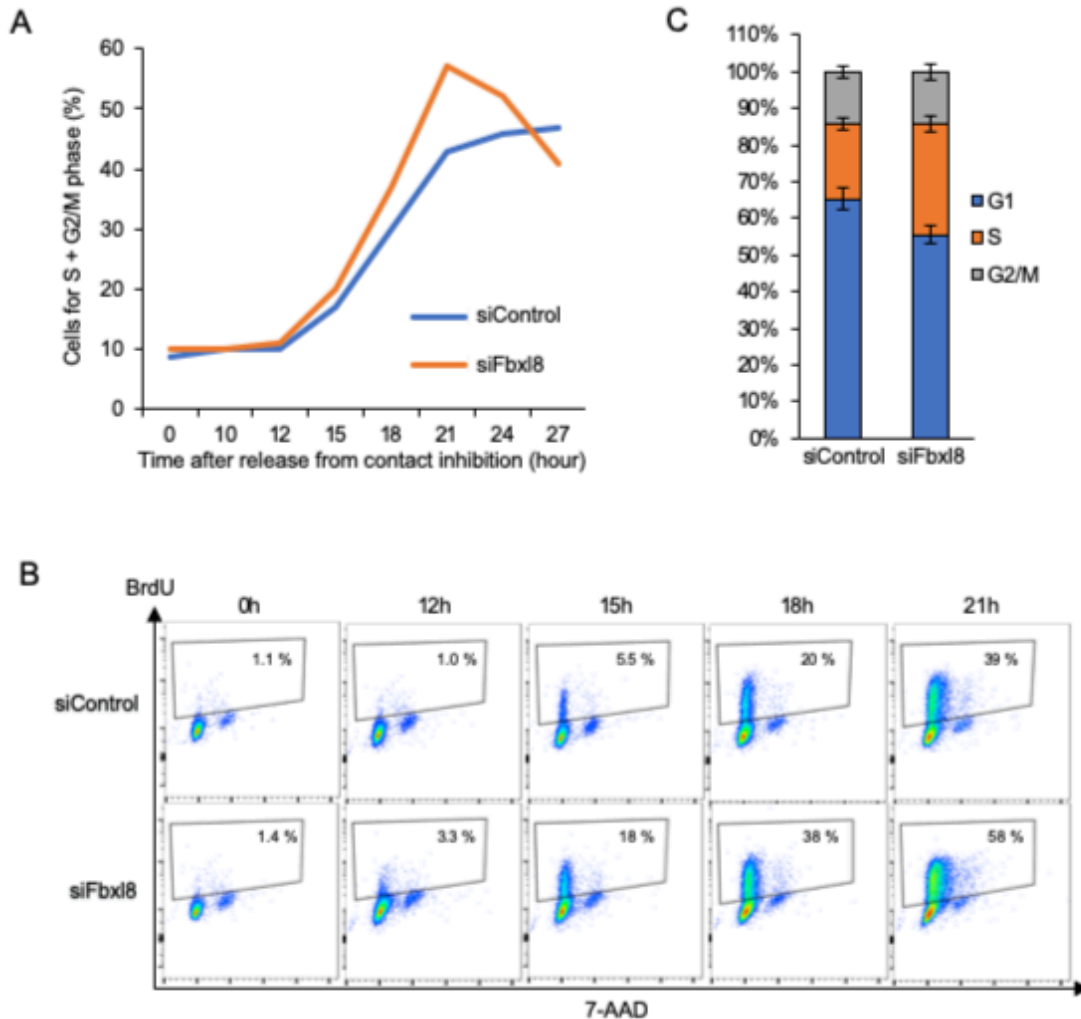 A
Cells for S + G2/M phase (%)
60
50
40
30
20
10
0
siControl
siFbxl8
0 10 12 15 18 21 24 27
Time after release from contact inhibition (hour)
C
110%
100%
90%
80%
70%
60%
50%
40%
30%
20%
10%
0%
siControl siFbxl8
G1
S
G2/M
B
BrdU
0h 12h 15h 18h 21h
siControl
1.1 % 1.0 % 5.5 % 20 % 39 %
siFbxl8
1.4 % 3.3 % 18 % 38 % 58 %
7-AAD